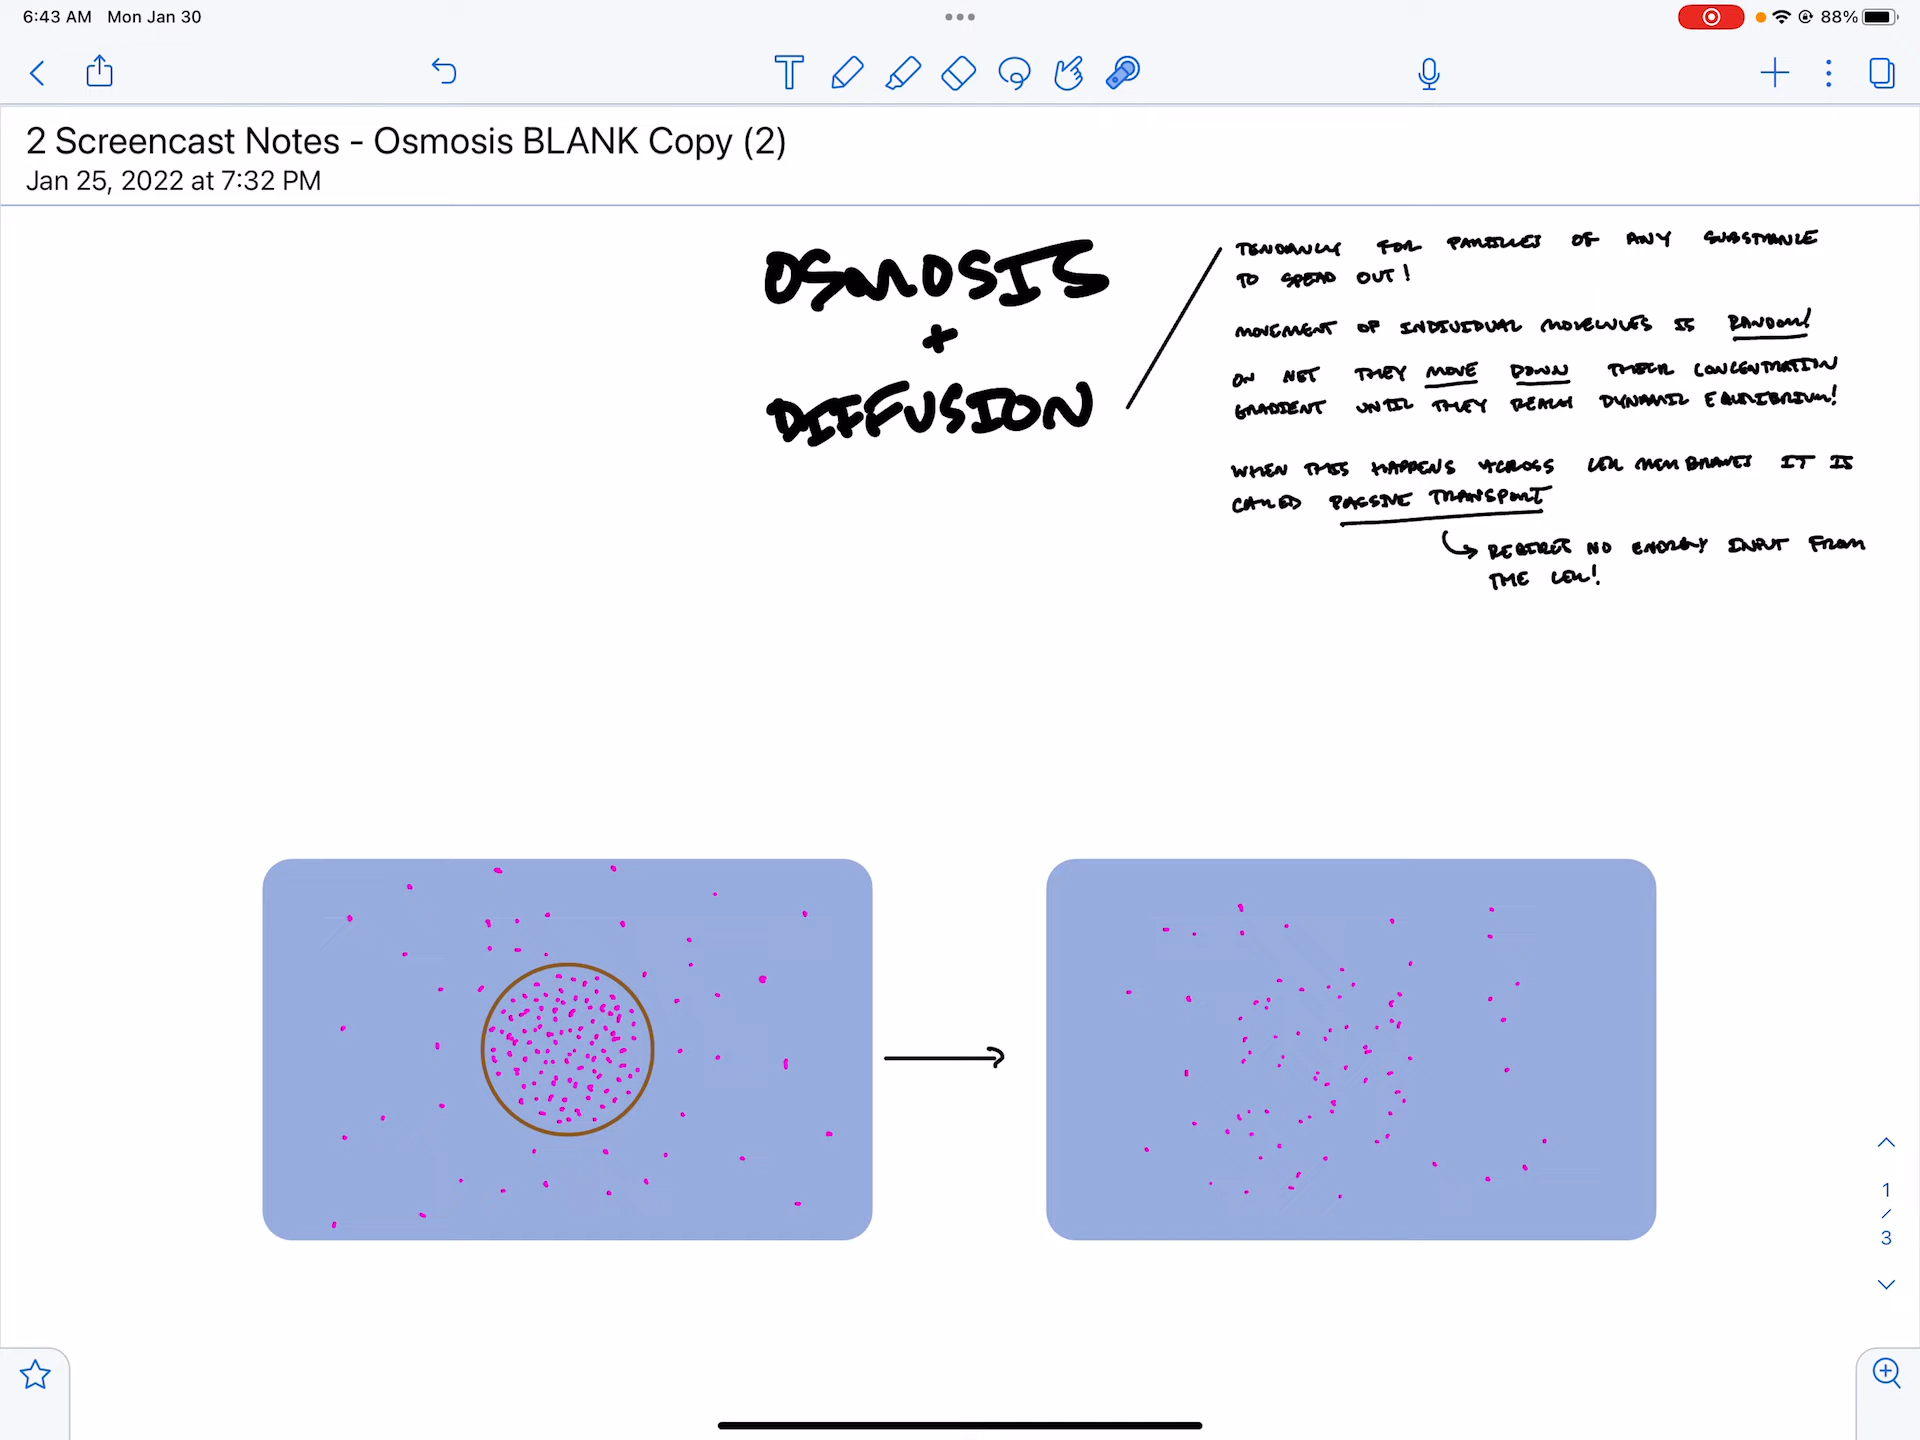 6:43 AM Mon Jan 30
88%
2 Screencast Notes - Osmosis BLANK Copy (2)
Jan 25, 2022 at 7:32 PM
OSMOSIS
+
DIFFUSION
TENDANCY FOR PARTICLES OF ANY SUBSTANCE
TO SPEAD OUT!
MOVEMENT OF INDIVIDUAL MOLECULES IS RANDOM!
ON NET THEY MOVE DOWN THEIR CONCENTRATION
GRADIENT UNTIL THEY REACH DYNAMIC EQUILIBRIUM!
WHEN THIS HAPPENS ACROSS CELL MEMBRANES IT IS
CALLED PASSIVE TRANSPORT
NO ENERGY INPUT FROM
THE CELL!
1
/
3